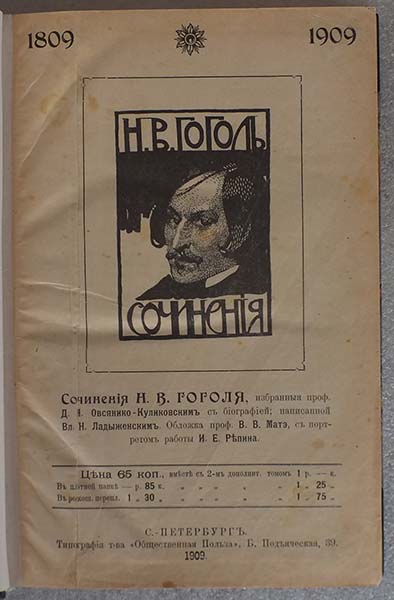 1809 1909
Н. В. ГОГОЛЬ
СОЧИНЕНІЯ
Сочиненія Н. В. ГОГОЛЯ, избранныя проф.
Д. Н. Овсянико-Куликовскимъ съ біографіей; написанной
Вл. Н. Ладыженскимъ. Обложка проф. В. В. Матэ, съ порт-
ретомъ работы И. Е. Рѣпина.
Цѣна 65 коп., вмѣстѣ съ 2-мъ дополнит. томомъ 1 р. — к.
Въ плотной папкѣ — р. 85 к. „ „ „ „ 1 „ 25 „
Въ роскош. перепл. 1 „ 30 „ „ „ „ „ 1 „ 75 „
С.-ПЕТЕРБУРГЪ.
Типографія т-ва «Общественная Польза», Б. Подъяческая, 39.
1909.